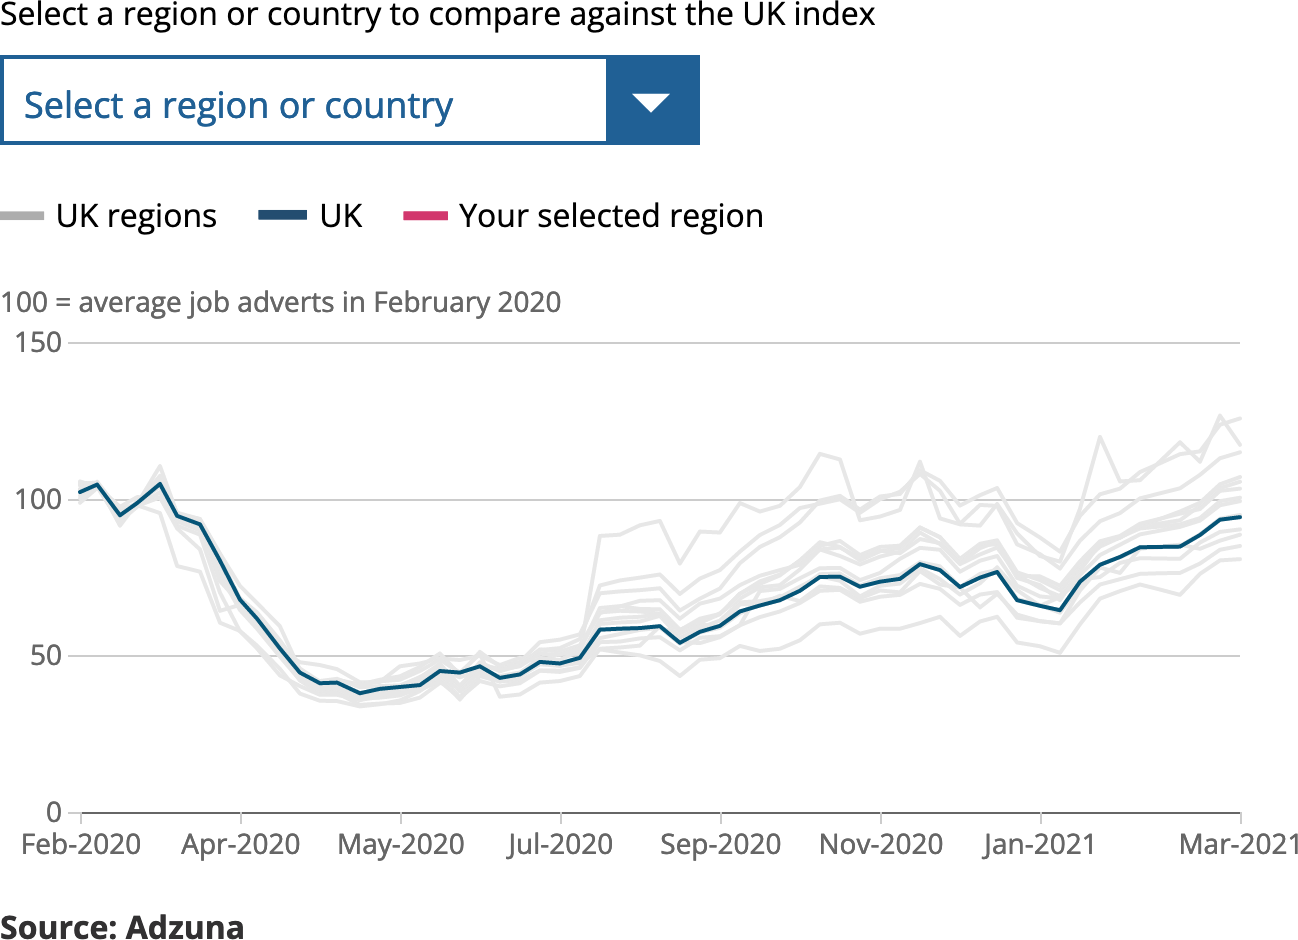 Select a region or country to compare against the UK index
Select a region or country
UK regions UK Your selected region
100 = average job adverts in February 2020
150
100
50
0
Feb-2020 Apr-2020 May-2020 Jul-2020 Sep-2020 Nov-2020 Jan-2021 Mar-2021
Source: Adzuna